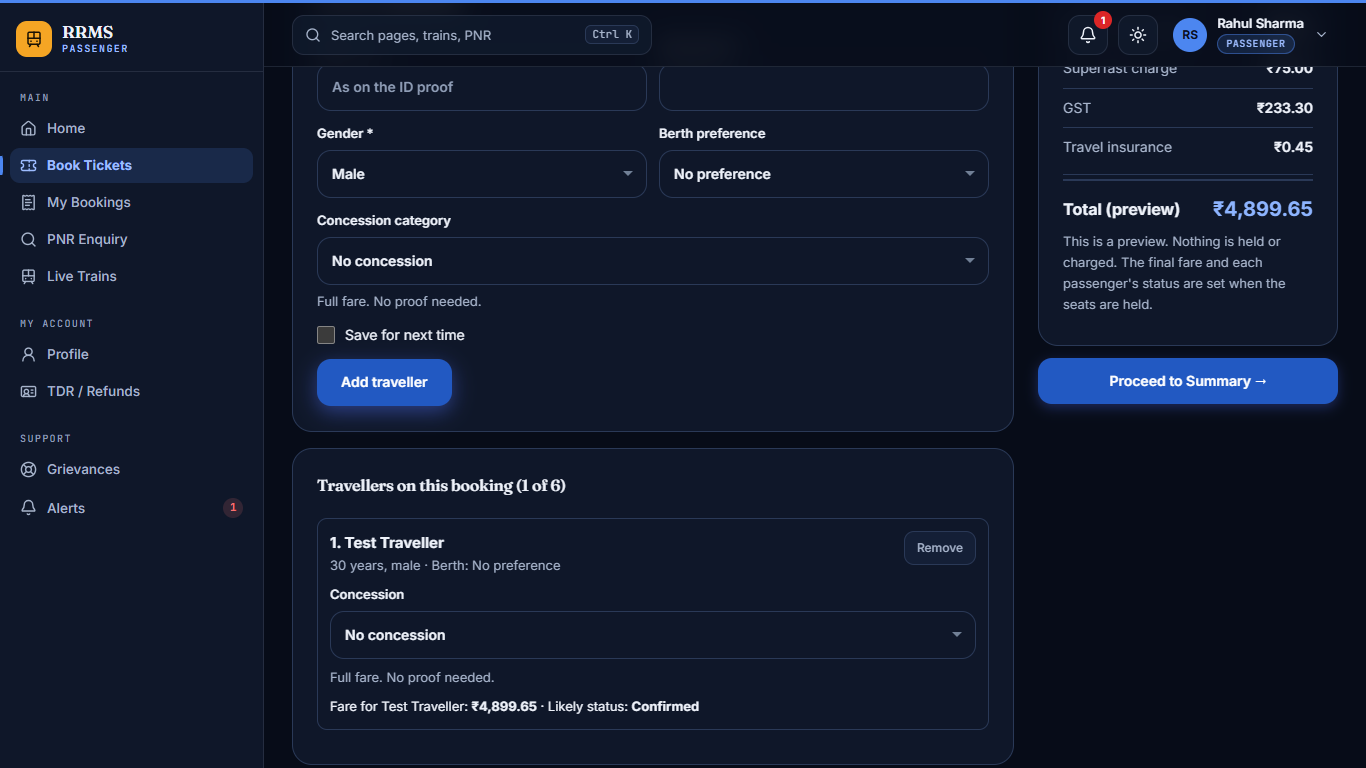 RRMS
PASSENGER
Search pages, trains, PNR
Ctrl K
1
RS
Rahul Sharma
PASSENGER
MAIN
Home
Book Tickets
My Bookings
PNR Enquiry
Live Trains
MY ACCOUNT
Profile
TDR / Refunds
SUPPORT
Grievances
Alerts 1
As on the ID proof
Gender *
Male
Berth preference
No preference
Concession category
No concession
Full fare. No proof needed.
Save for next time
Add traveller
Travellers on this booking (1 of 6)
1. Test Traveller
30 years, male · Berth: No preference
Remove
Concession
No concession
Full fare. No proof needed.
Fare for Test Traveller: ₹4,899.65 · Likely status: Confirmed
Superfast charge ₹75.00
GST ₹233.30
Travel insurance ₹0.45
Total (preview) ₹4,899.65
This is a preview. Nothing is held or
charged. The final fare and each
passenger's status are set when the
seats are held.
Proceed to Summary →